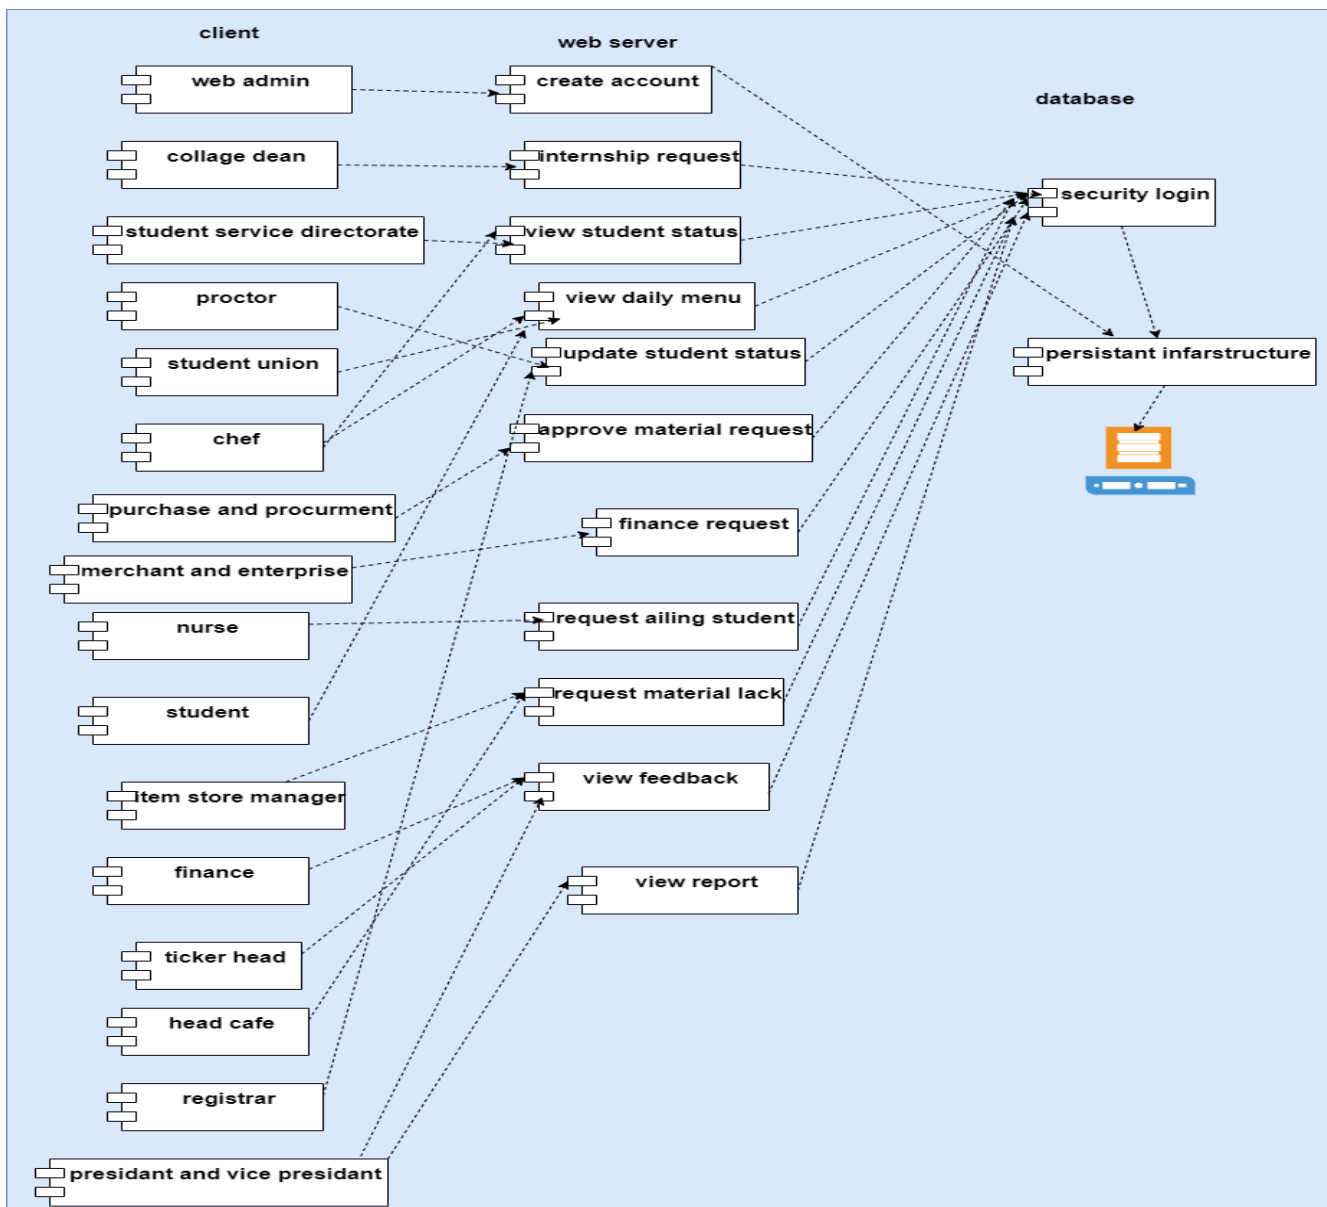 client
web admin
collage dean
student service directorate
proctor
student union
chef
purchase and procurment
merchant and enterprise
nurse
student
item store manager
finance
ticker head
head cafe
registrar
presidant and vice presidant
web server
create account
internship request
view student status
view daily menu
update student status
approve material request
finance request
request ailing student
request material lack
view feedback
view report
database
security login
persistant infarstructure